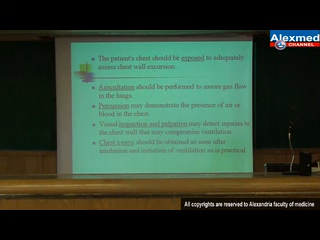 Alexmed
CHANNEL
The patient's chest should be exposed to adequately
assess chest wall excursion.
Auscultation should be performed to assure gas flow
in the lungs.
Percussion may demonstrate the presence of air or
blood in the chest.
Visual inspection and palpation may detect injuries to
the chest wall that may compromise ventilation.
Chest x-rays should be obtained as soon after
intubation and initiation of ventilation as is practical.
All copyrights are reserved to Alexandria faculty of medicine